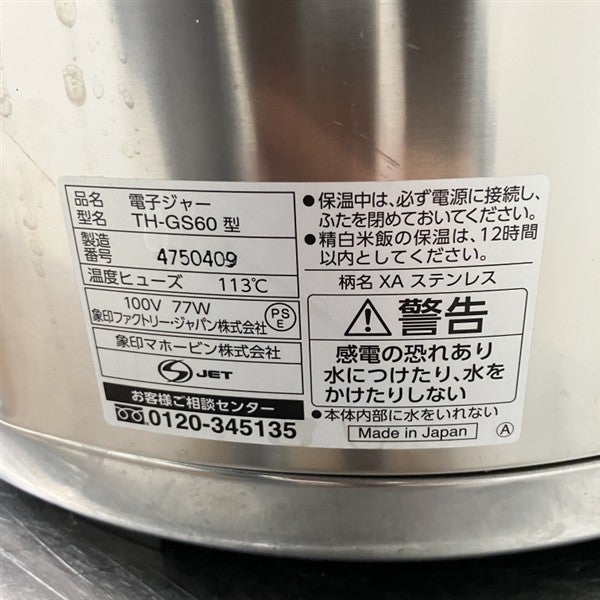 品名 電子ジャー
型名 TH-GS60 型
製造
番号 4750409
温度ヒューズ 113℃
100V 77W
象印ファクトリー・ジャパン株式会社
PS
E
象印マホービン株式会社
JET
お客様ご相談センター
0120-345135
●保温中は、必ず電源に接続し、
ふたを閉めておいてください。
●精白米飯の保温は、12時間
以内としてください。
柄名 XA ステンレス
警告
感電の恐れあり
水につけたり、水を
かけたりしない
●本体内部に水をいれない
Made in Japan
A